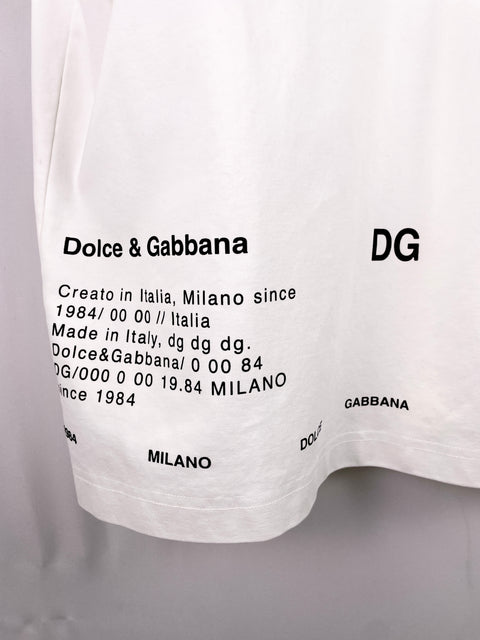 Dolce & Gabbana
DG
Creato in Italia, Milano since
1984/ 00 00 // Italia
Made in Italy, dg dg dg.
Dolce&Gabbana/ 0 00 84
DG/000 0 00 19.84 MILANO
since 1984
GABBANA
DOLCE
MILANO